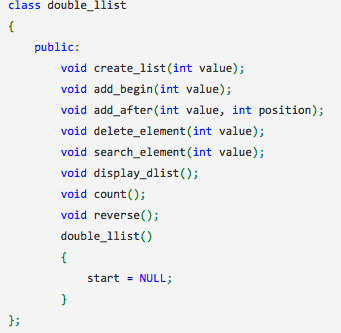 class double_llist
{
    public:
        void create_list(int value);
        void add_begin(int value);
        void add_after(int value, int position);
        void delete_element(int value);
        void search_element(int value);
        void display_dlist();
        void count();
        void reverse();
        double_llist()
        {
            start = NULL;
        }
};